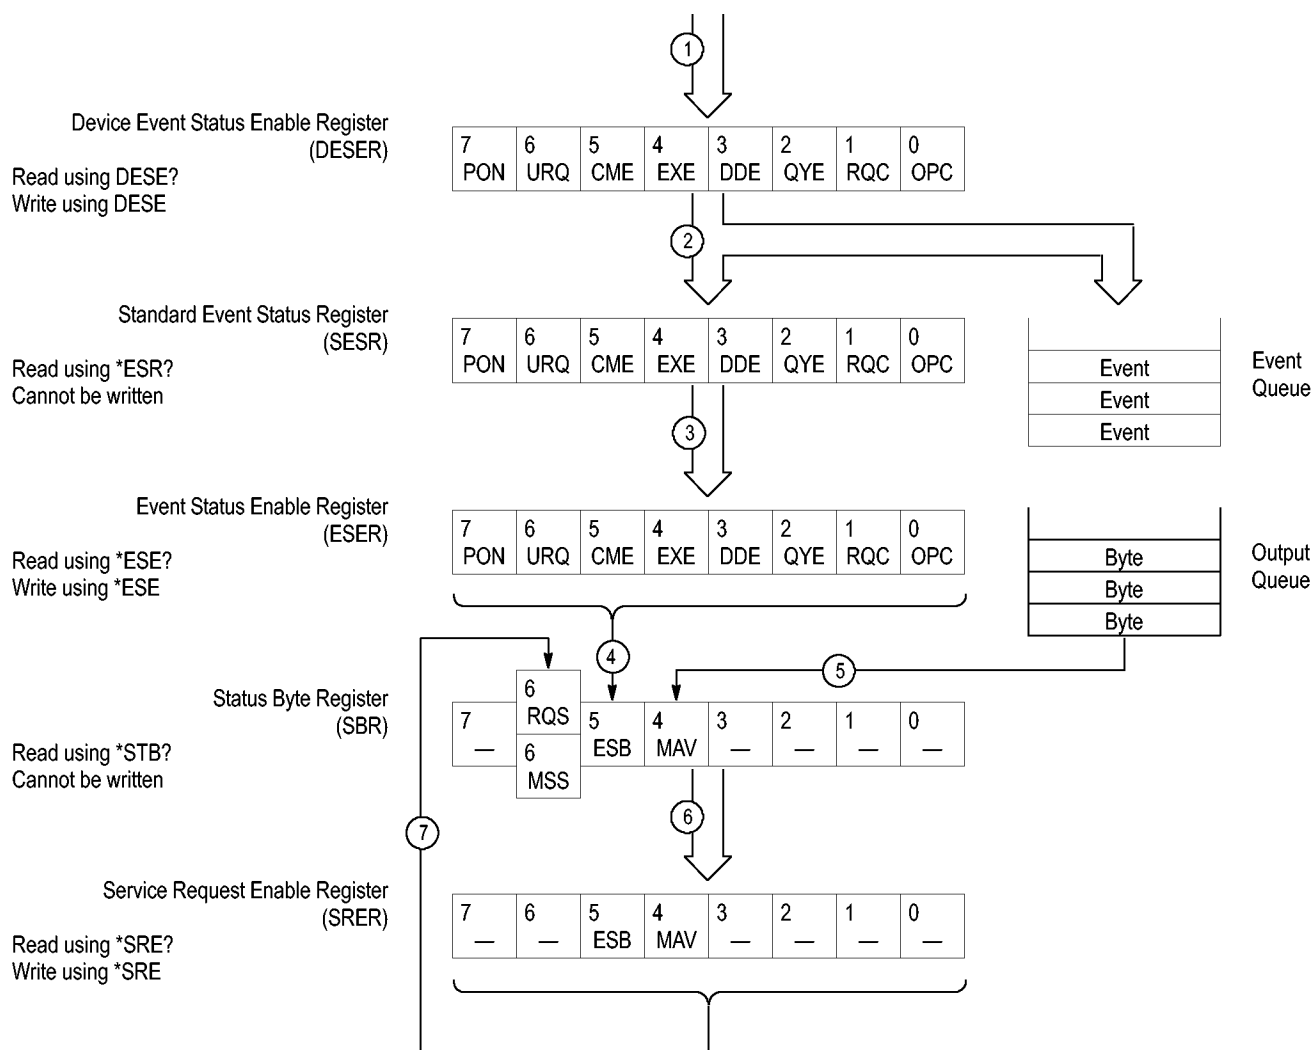 1
Device Event Status Enable Register
(DESER)
Read using DESE?
Write using DESE
7 6 5 4 3 2 1 0
PON URQ CME EXE DDE QYE RQC OPC
2
Standard Event Status Register
(SESR)
Read using *ESR?
Cannot be written
7 6 5 4 3 2 1 0
PON URQ CME EXE DDE QYE RQC OPC
Event
Event
Event
Event
Queue
3
Event Status Enable Register
(ESER)
Read using *ESE?
Write using *ESE
7 6 5 4 3 2 1 0
PON URQ CME EXE DDE QYE RQC OPC
Byte
Byte
Byte
Output
Queue
4
5
Status Byte Register
(SBR)
Read using *STB?
Cannot be written
6
RQS
7 5 4 3 2 1 0
— ESB MAV — — — —
6
MSS
6
7
Service Request Enable Register
(SRER)
Read using *SRE?
Write using *SRE
7 6 5 4 3 2 1 0
— — ESB MAV — — — —